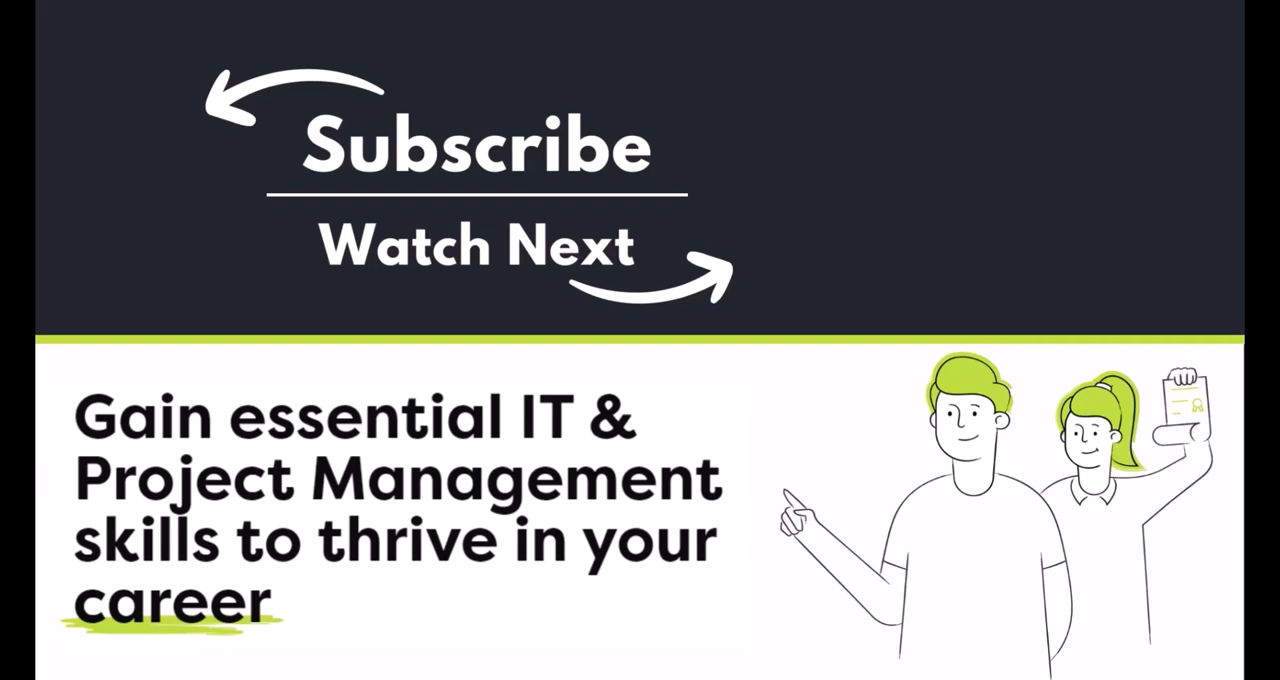 Subscribe
Watch Next
Gain essential IT &
Project Management
skills to thrive in your
career